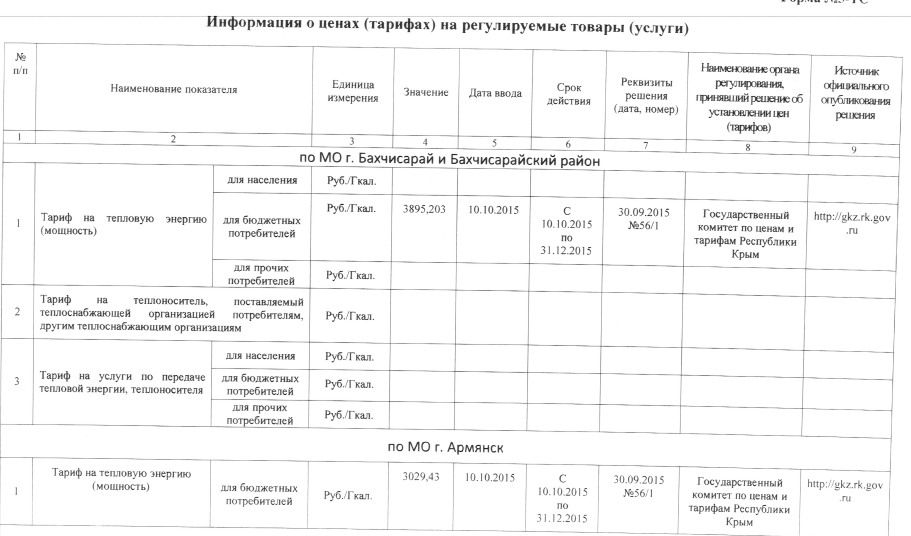 Информация о ценах (тарифах) на регулируемые товары (услуги)
№
п/п
Наименование показателя
Единица
измерения
Значение
Дата ввода
Срок
действия
Реквизиты
решения
(дата, номер)
Наименование органа
регулирования,
принявший решение об
установлении цен
(тарифов)
Источник
официального
опубликования
решения
1 2 3 4 5 6 7 8 9
по МО г. Бахчисарай и Бахчисарайский район
1
Тариф на тепловую энергию
(мощность)
для населения
Руб./Гкал.
для бюджетных
потребителей
Руб./Гкал.
3895,203
10.10.2015
С
10.10.2015
по
31.12.2015
30.09.2015
№56/1
Государственный
комитет по ценам и
тарифам Республики
Крым
http://gkz.rk.gov
.ru
для прочих
потребителей
Руб./Гкал.
2
Тариф на теплоноситель, поставляемый
теплоснабжающей организацией потребителям,
другим теплоснабжающим организациям
Руб./Гкал.
3
Тариф на услуги по передаче
тепловой энергии, теплоносителя
для населения
Руб./Гкал.
для бюджетных
потребителей
Руб./Гкал.
для прочих
потребителей
Руб./Гкал.
по МО г. Армянск
1
Тариф на тепловую энергию
(мощность)
для бюджетных
потребителей
Руб./Гкал.
3029,43
10.10.2015
С
10.10.2015
по
31.12.2015
30.09.2015
№56/1
Государственный
комитет по ценам и
тарифам Республики
Крым
http://gkz.rk.gov
.ru